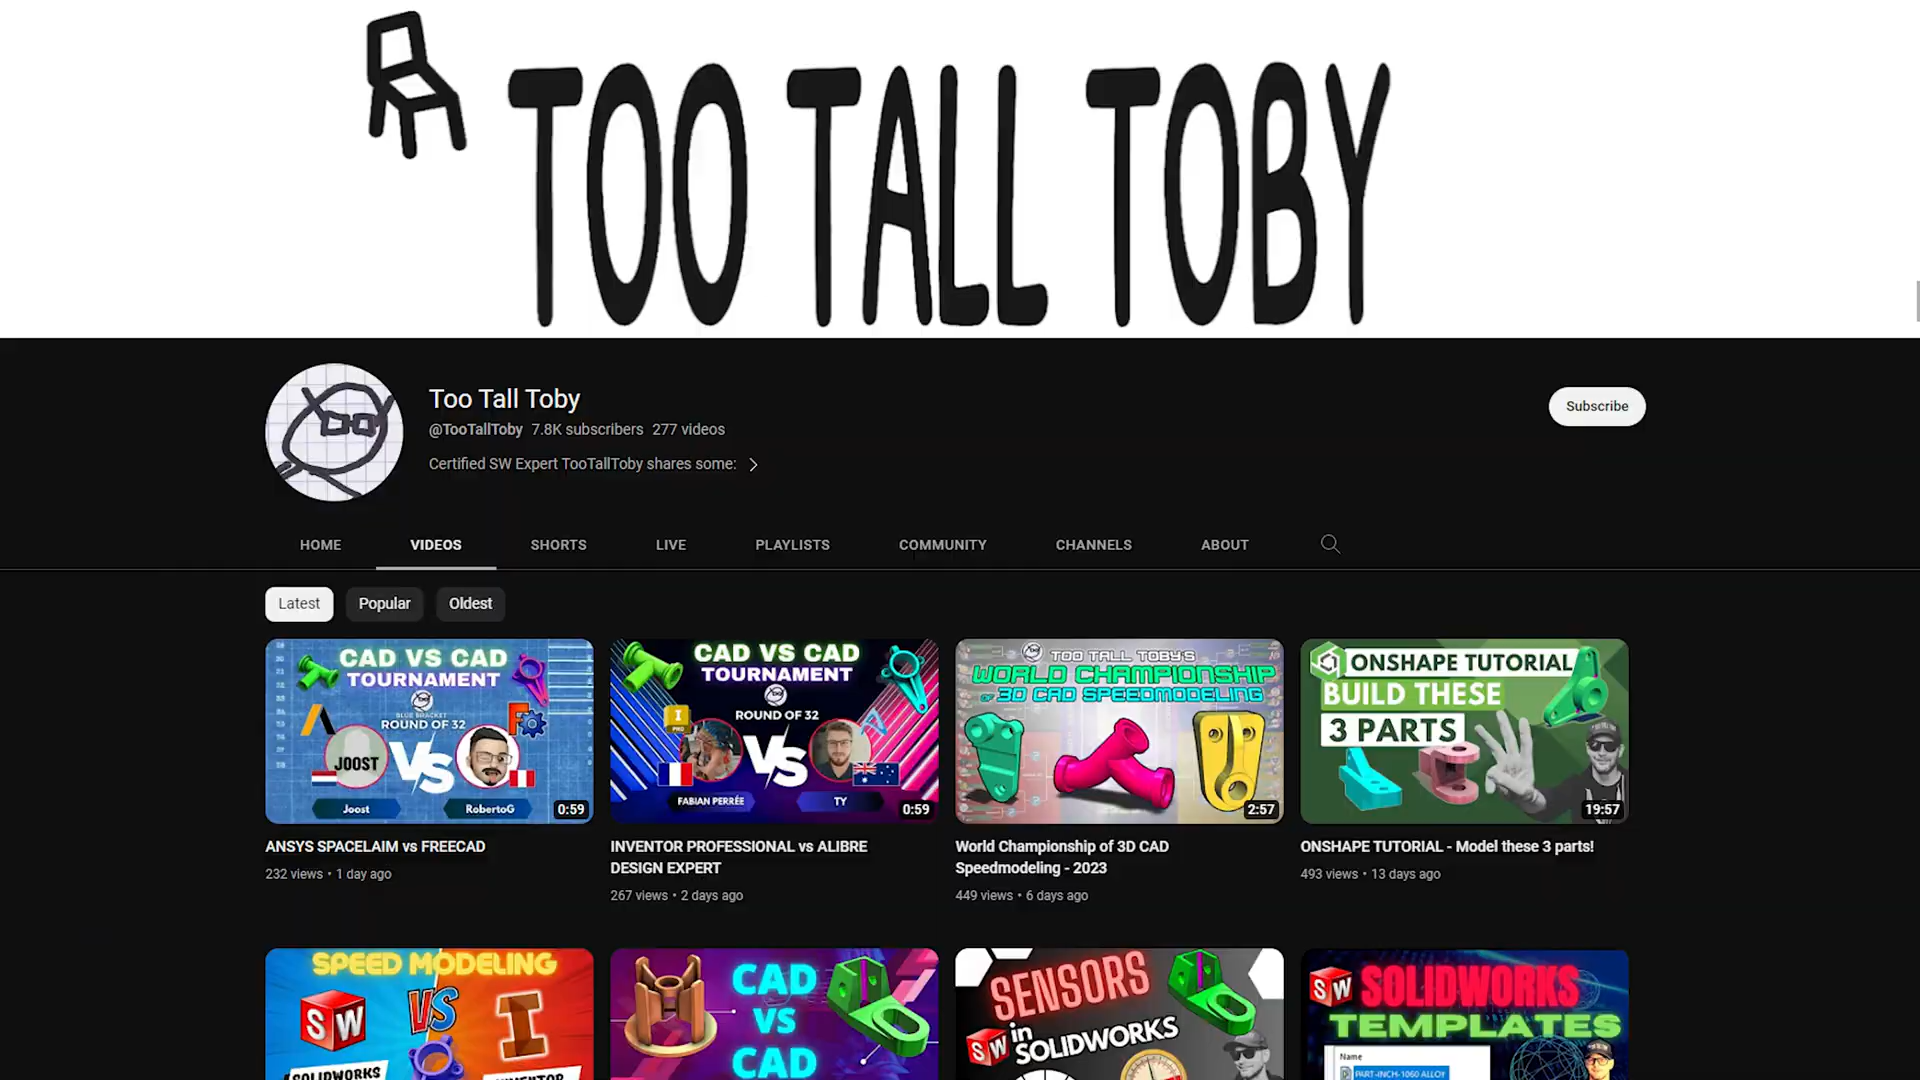 TOO TALL TOBY
Too Tall Toby
@TooTallToby 7.8K subscribers 277 videos
Certified SW Expert TooTallToby shares some:
Subscribe
HOME
VIDEOS
SHORTS
LIVE
PLAYLISTS
COMMUNITY
CHANNELS
ABOUT
Latest
Popular
Oldest
CAD VS CAD
TOURNAMENT
BLUE BRACKET
ROUND OF 32
JOOST
VS
Joost
RobertoG
0:59
ANSYS SPACELAIM vs FREECAD
232 views • 1 day ago
CAD VS CAD
TOURNAMENT
ROUND OF 32
I
PRO
VS
FABIAN PERRÉE
TY
0:59
INVENTOR PROFESSIONAL vs ALIBRE
DESIGN EXPERT
267 views • 2 days ago
TOO TALL TOBY'S
WORLD CHAMPIONSHIP
OF 3D CAD SPEEDMODELING
2:57
World Championship of 3D CAD
Speedmodeling - 2023
449 views • 6 days ago
ONSHAPE TUTORIAL
BUILD THESE
3 PARTS
19:57
ONSHAPE TUTORIAL - Model these 3 parts!
493 views • 13 days ago
SPEED MODELING
SW
VS
I
SOLIDWORKS
INVENTOR
CAD
VS
CAD
SENSORS
SW
in
SOLIDWORKS
SW
SOLIDWORKS
TEMPLATES
Name
PART-INCH-1060 ALLOY